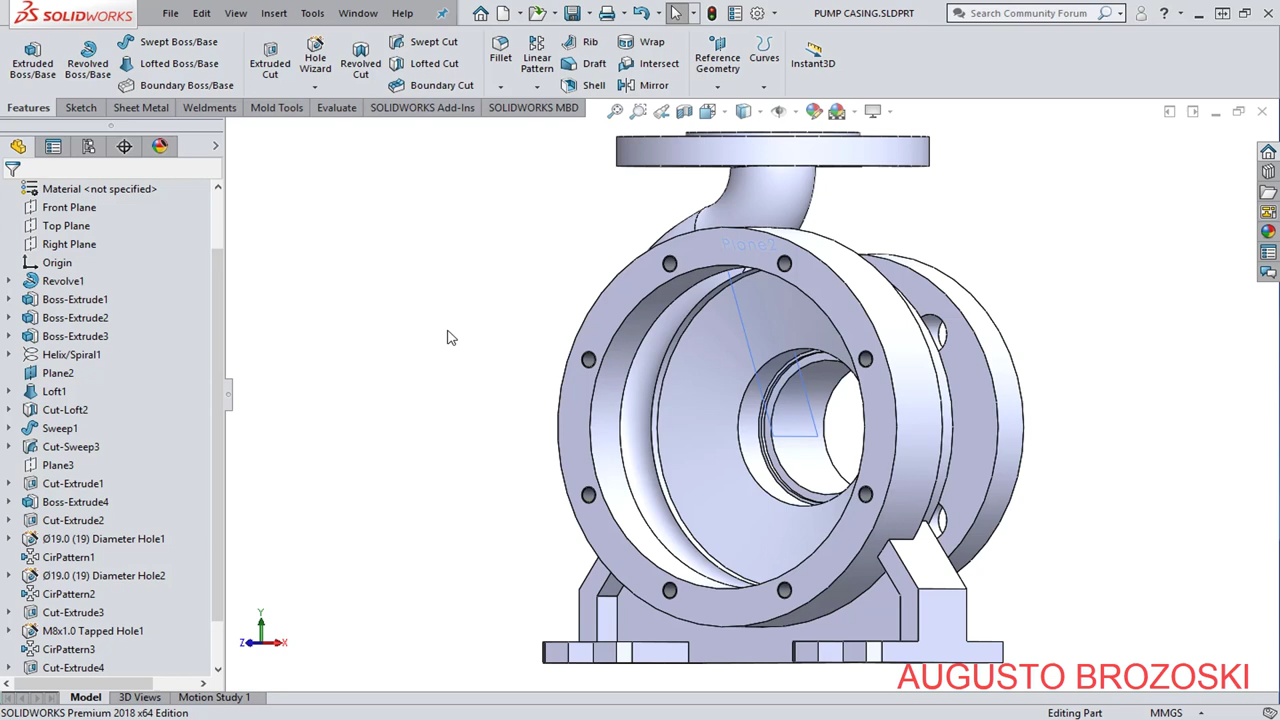 SOLIDWORKS File Edit View Insert Tools Window Help PUMP CASING.SLDPRT Search Community Forum ?
Extruded Boss/Base
Revolved Boss/Base
Swept Boss/Base
Lofted Boss/Base
Boundary Boss/Base
Extruded Cut
Hole Wizard
Revolved Cut
Swept Cut
Lofted Cut
Boundary Cut
Fillet
Linear Pattern
Rib
Draft
Shell
Wrap
Intersect
Mirror
Reference Geometry
Curves
Instant3D
Features Sketch Sheet Metal Weldments Mold Tools Evaluate SOLIDWORKS Add-Ins SOLIDWORKS MBD
Material <not specified>
Front Plane
Top Plane
Right Plane
Origin
Revolve1
Boss-Extrude1
Boss-Extrude2
Boss-Extrude3
Helix/Spiral1
Plane2
Loft1
Cut-Loft2
Sweep1
Cut-Sweep3
Plane3
Cut-Extrude1
Boss-Extrude4
Cut-Extrude2
Ø19.0 (19) Diameter Hole1
CirPattern1
Ø19.0 (19) Diameter Hole2
CirPattern2
Cut-Extrude3
M8x1.0 Tapped Hole1
CirPattern3
Cut-Extrude4
Plane2
Y
Z X
AUGUSTO BROZOSKI
Model 3D Views Motion Study 1
SOLIDWORKS Premium 2018 x64 Edition Editing Part MMGS